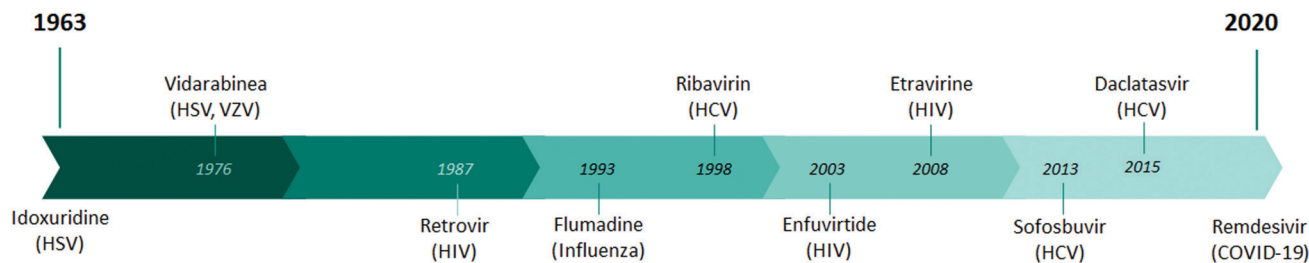 1963
2020
Vidarabinea
(HSV, VZV)
Ribavirin
(HCV)
Etravirine
(HIV)
Daclatasvir
(HCV)
1976
1987
1993
1998
2003
2008
2013
2015
Idoxuridine
(HSV)
Retrovir
(HIV)
Flumadine
(Influenza)
Enfuvirtide
(HIV)
Sofosbuvir
(HCV)
Remdesivir
(COVID-19)